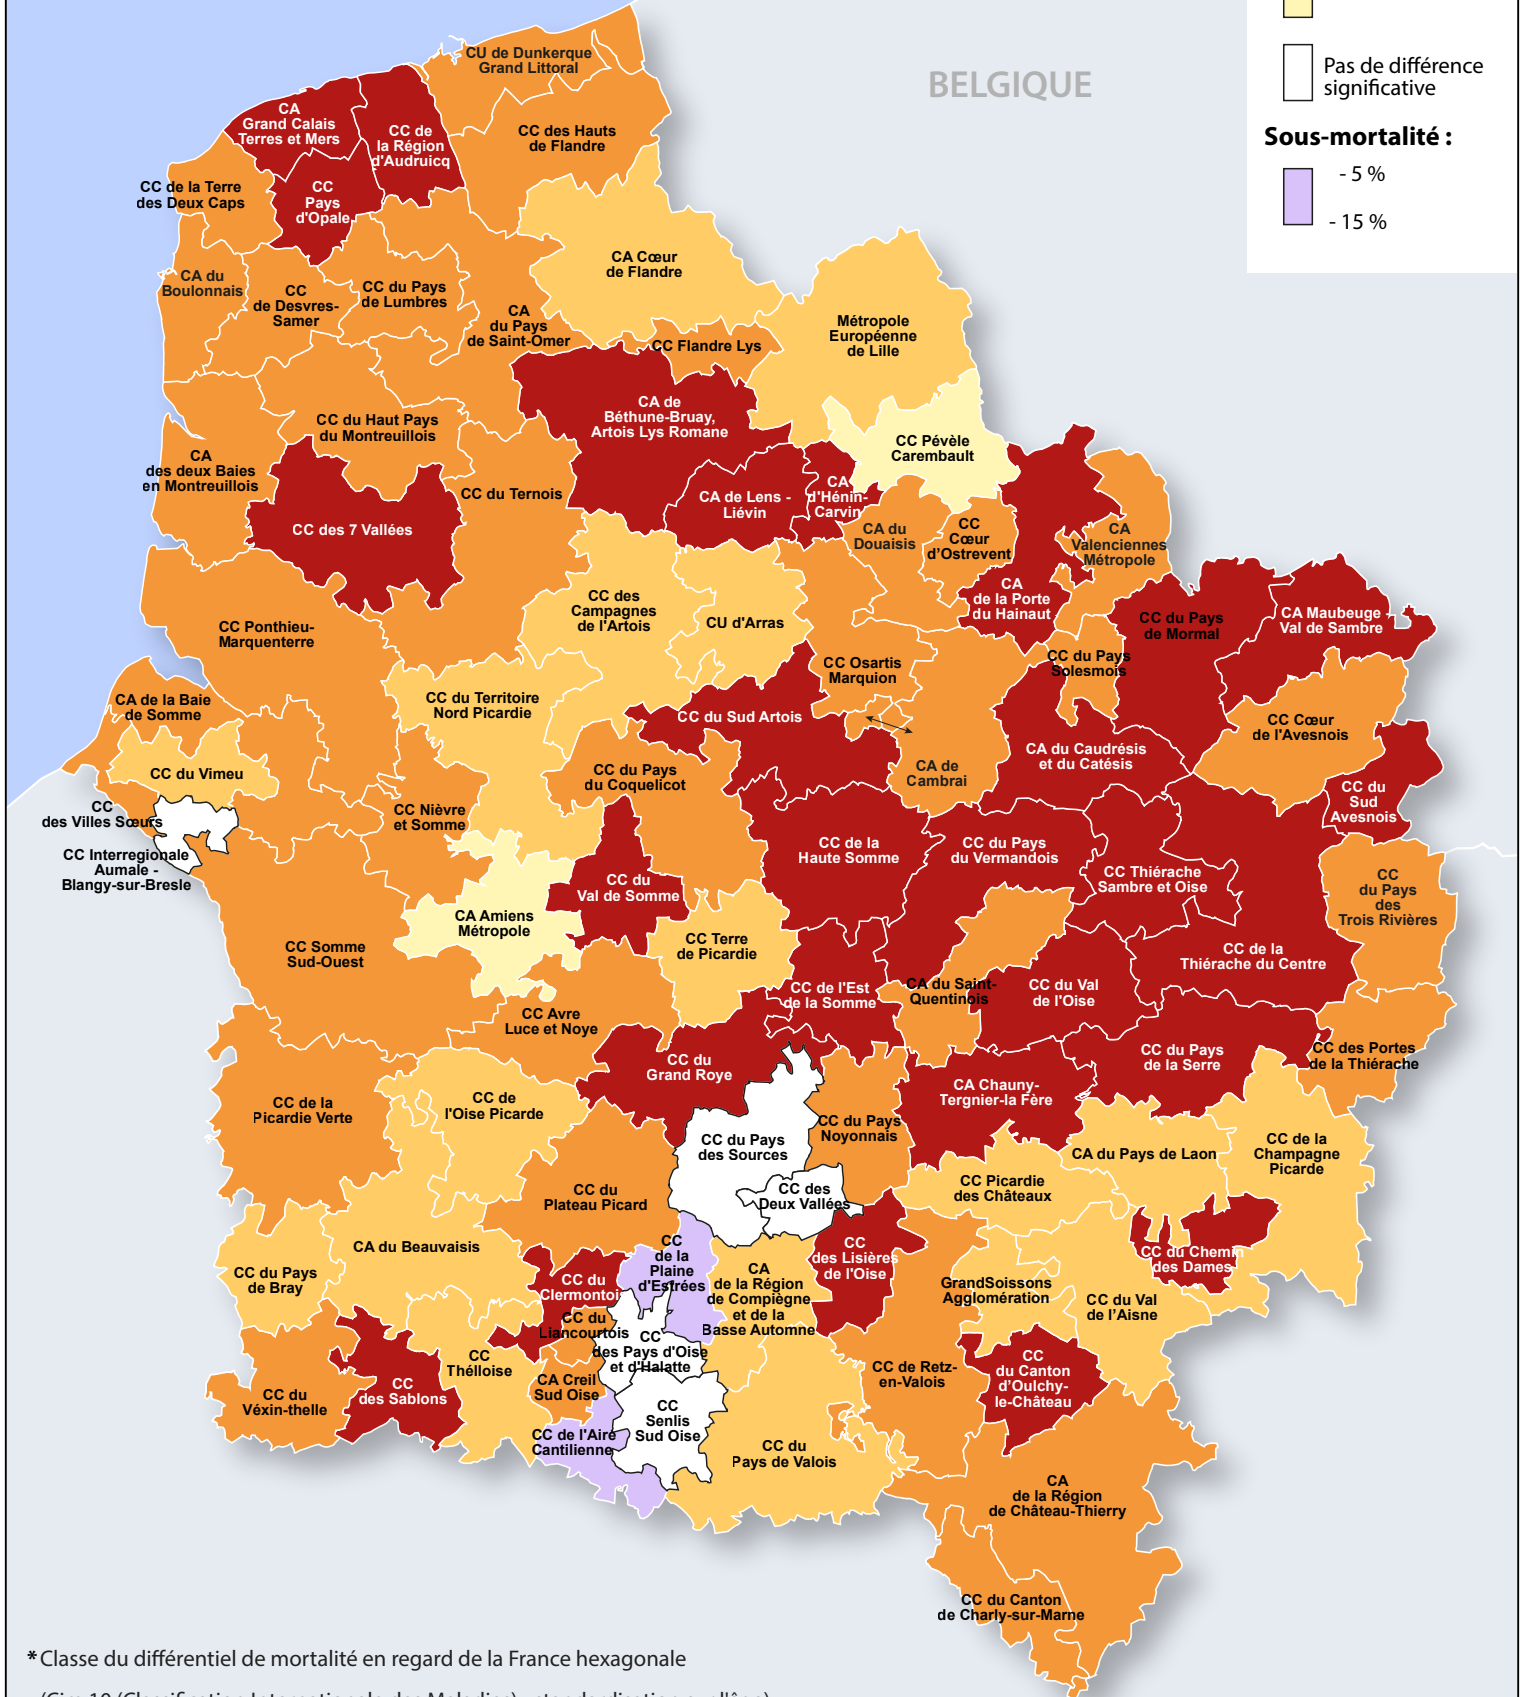 BELGIQUE
Pas de différence
significative
Sous-mortalité :
- 5 %
- 15 %
CU de Dunkerque
Grand Littoral
CA
Grand Calais
Terres et Mers
CC de
la Région
d'Audruicq
CC des Hauts
de Flandre
CC de la Terre
des Deux Caps
CC
Pays
d'Opale
CA Cœur
de Flandre
CA du
Boulonnais
CC
de Desvres-
Samer
CC du Pays
de Lumbres
CA
du Pays
de Saint-Omer
CC Flandre Lys
Métropole
Européenne
de Lille
CA de
Béthune-Bruay,
Artois Lys Romane
CC du Haut Pays
du Montreuillois
CC Pévèle
Carembault
CA
des deux Baies
en Montreuillois
CC du Ternois
CA de Lens -
Liévin
CA
d'Hénin-
Carvin
CC des 7 Vallées
CA du
Douaisis
CC
Cœur
d'Ostrevent
CA
Valenciennes
Métropole
CA
de la Porte
du Hainaut
CC des
Campagnes
de l'Artois
CU d'Arras
CC du Pays
de Mormal
CA Maubeuge -
Val de Sambre
CC Ponthieu-
Marquenterre
CC Osartis
Marquion
CC du Pays
Solesmois
CA de la Baie
de Somme
CC du Territoire
Nord Picardie
CC du Sud Artois
CC Cœur
de l'Avesnois
CC du Vimeu
CC du Pays
du Coquelicot
CA de
Cambrai
CA du Caudrésis
et du Catésis
CC du
Sud
Avesnois
CC
des Villes Sœurs
CC Nièvre
et Somme
CC Interregionale
Aumale -
Blangy-sur-Bresle
CC de la
Haute Somme
CC du Pays
du Vermandois
CC Thiérache
Sambre et Oise
CC
du Pays
des
Trois Rivières
CC du
Val de Somme
CA Amiens
Métropole
CC Somme
Sud-Ouest
CC Terre
de Picardie
CC de la
Thiérache du Centre
CC de l'Est
de la Somme
CA du Saint-
Quentinois
CC du Val
de l'Oise
CC Avre
Luce et Noye
CC du
Grand Roye
CC du Pays
de la Serre
CC des Portes
de la Thiérache
CC de la
Picardie Verte
CC de
l'Oise Picarde
CA Chauny-
Tergnier-la Fère
CC du Pays
Noyonnais
CC du Pays
des Sources
CA du Pays de Laon
CC de la
Champagne
Picarde
CC du
Plateau Picard
CC des
Deux Vallées
CC Picardie
des Châteaux
CA du Beauvaisis
CC
de la
Plaine
d'Estrées
CC
des Lisières
de l'Oise
CC du Chemin
des Dames
CC du Pays
de Bray
CC du
Clermontois
CA
de la Région
de Compiègne
et de la
Basse Automne
GrandSoissons
Agglomération
CC du Val
de l'Aisne
CC du
Liancourtois
CC
des Pays d'Oise
et d'Halatte
CC
Thélloise
CC de Retz-
en-Valois
CC
du Canton
d'Oulchy-
le-Château
CC du
Véxin-thelle
CC
des Sablons
CA Creil
Sud Oise
CC
Senlis
Sud Oise
CC de l'Aire
Cantilienne
CC du
Pays de Valois
CA
de la Région
de Château-Thierry
CC du Canton
de Charly-sur-Marne
* Classe du différentiel de mortalité en regard de la France hexagonale